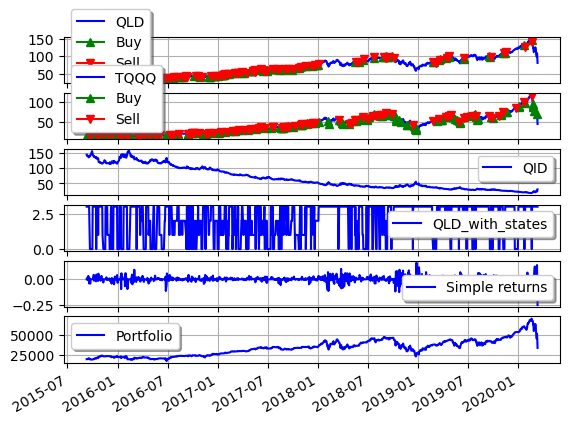 QLD
Buy
Sell
150
100
50
TQQQ
Buy
Sell
100
50
QID
150
100
50
QLD_with_states
2.5
0.0
Simple returns
0.00
−0.25
Portfolio
50000
25000
2015-07
2016-01
2016-07
2017-01
2017-07
2018-01
2018-07
2019-01
2019-07
2020-01